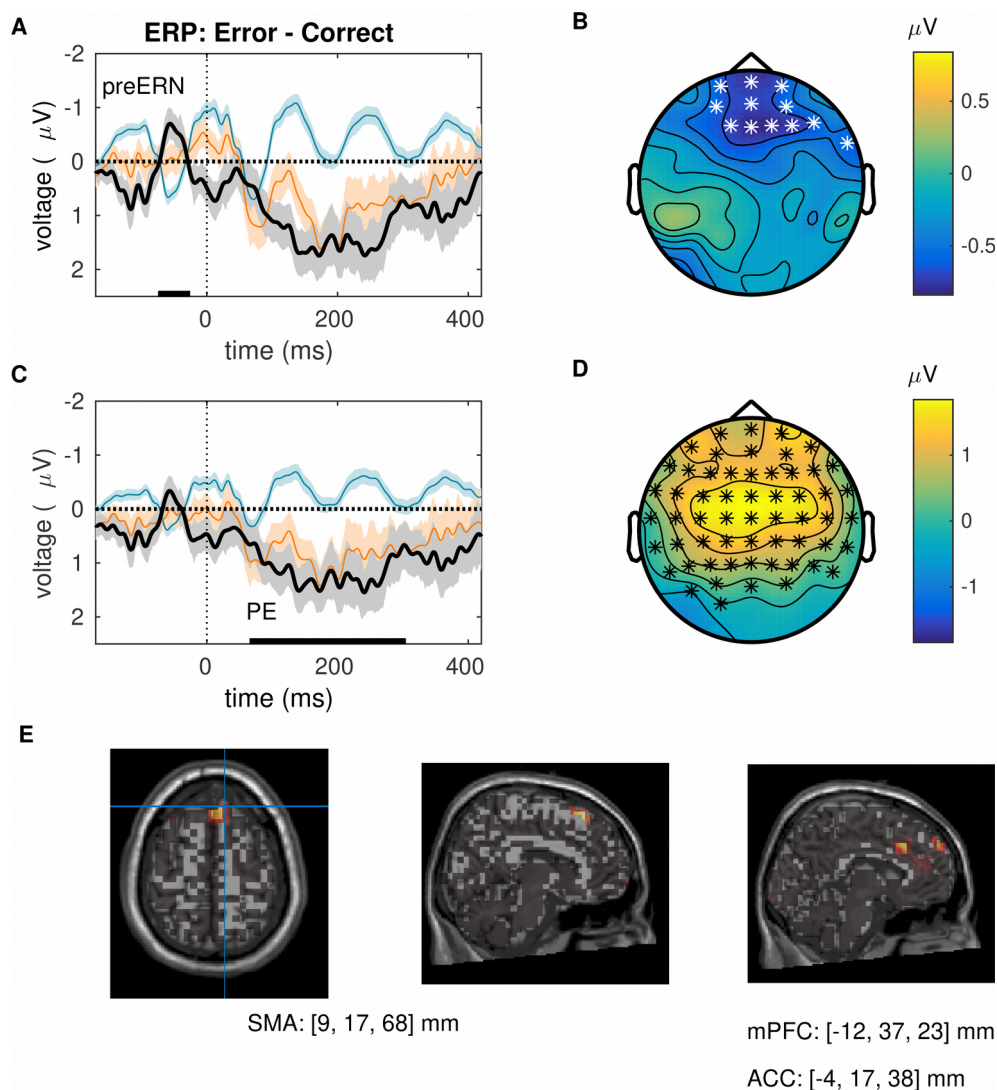 A
ERP: Error - Correct
B
μV
-2
-1
0
1
2
voltage ( μV)
preERN
0
200
400
time (ms)
0.5
0
-0.5
C
D
μV
-2
-1
0
1
2
voltage ( μV)
PE
0
200
400
time (ms)
1
0
-1
E
SMA: [9, 17, 68] mm
mPFC: [-12, 37, 23] mm
ACC: [-4, 17, 38] mm